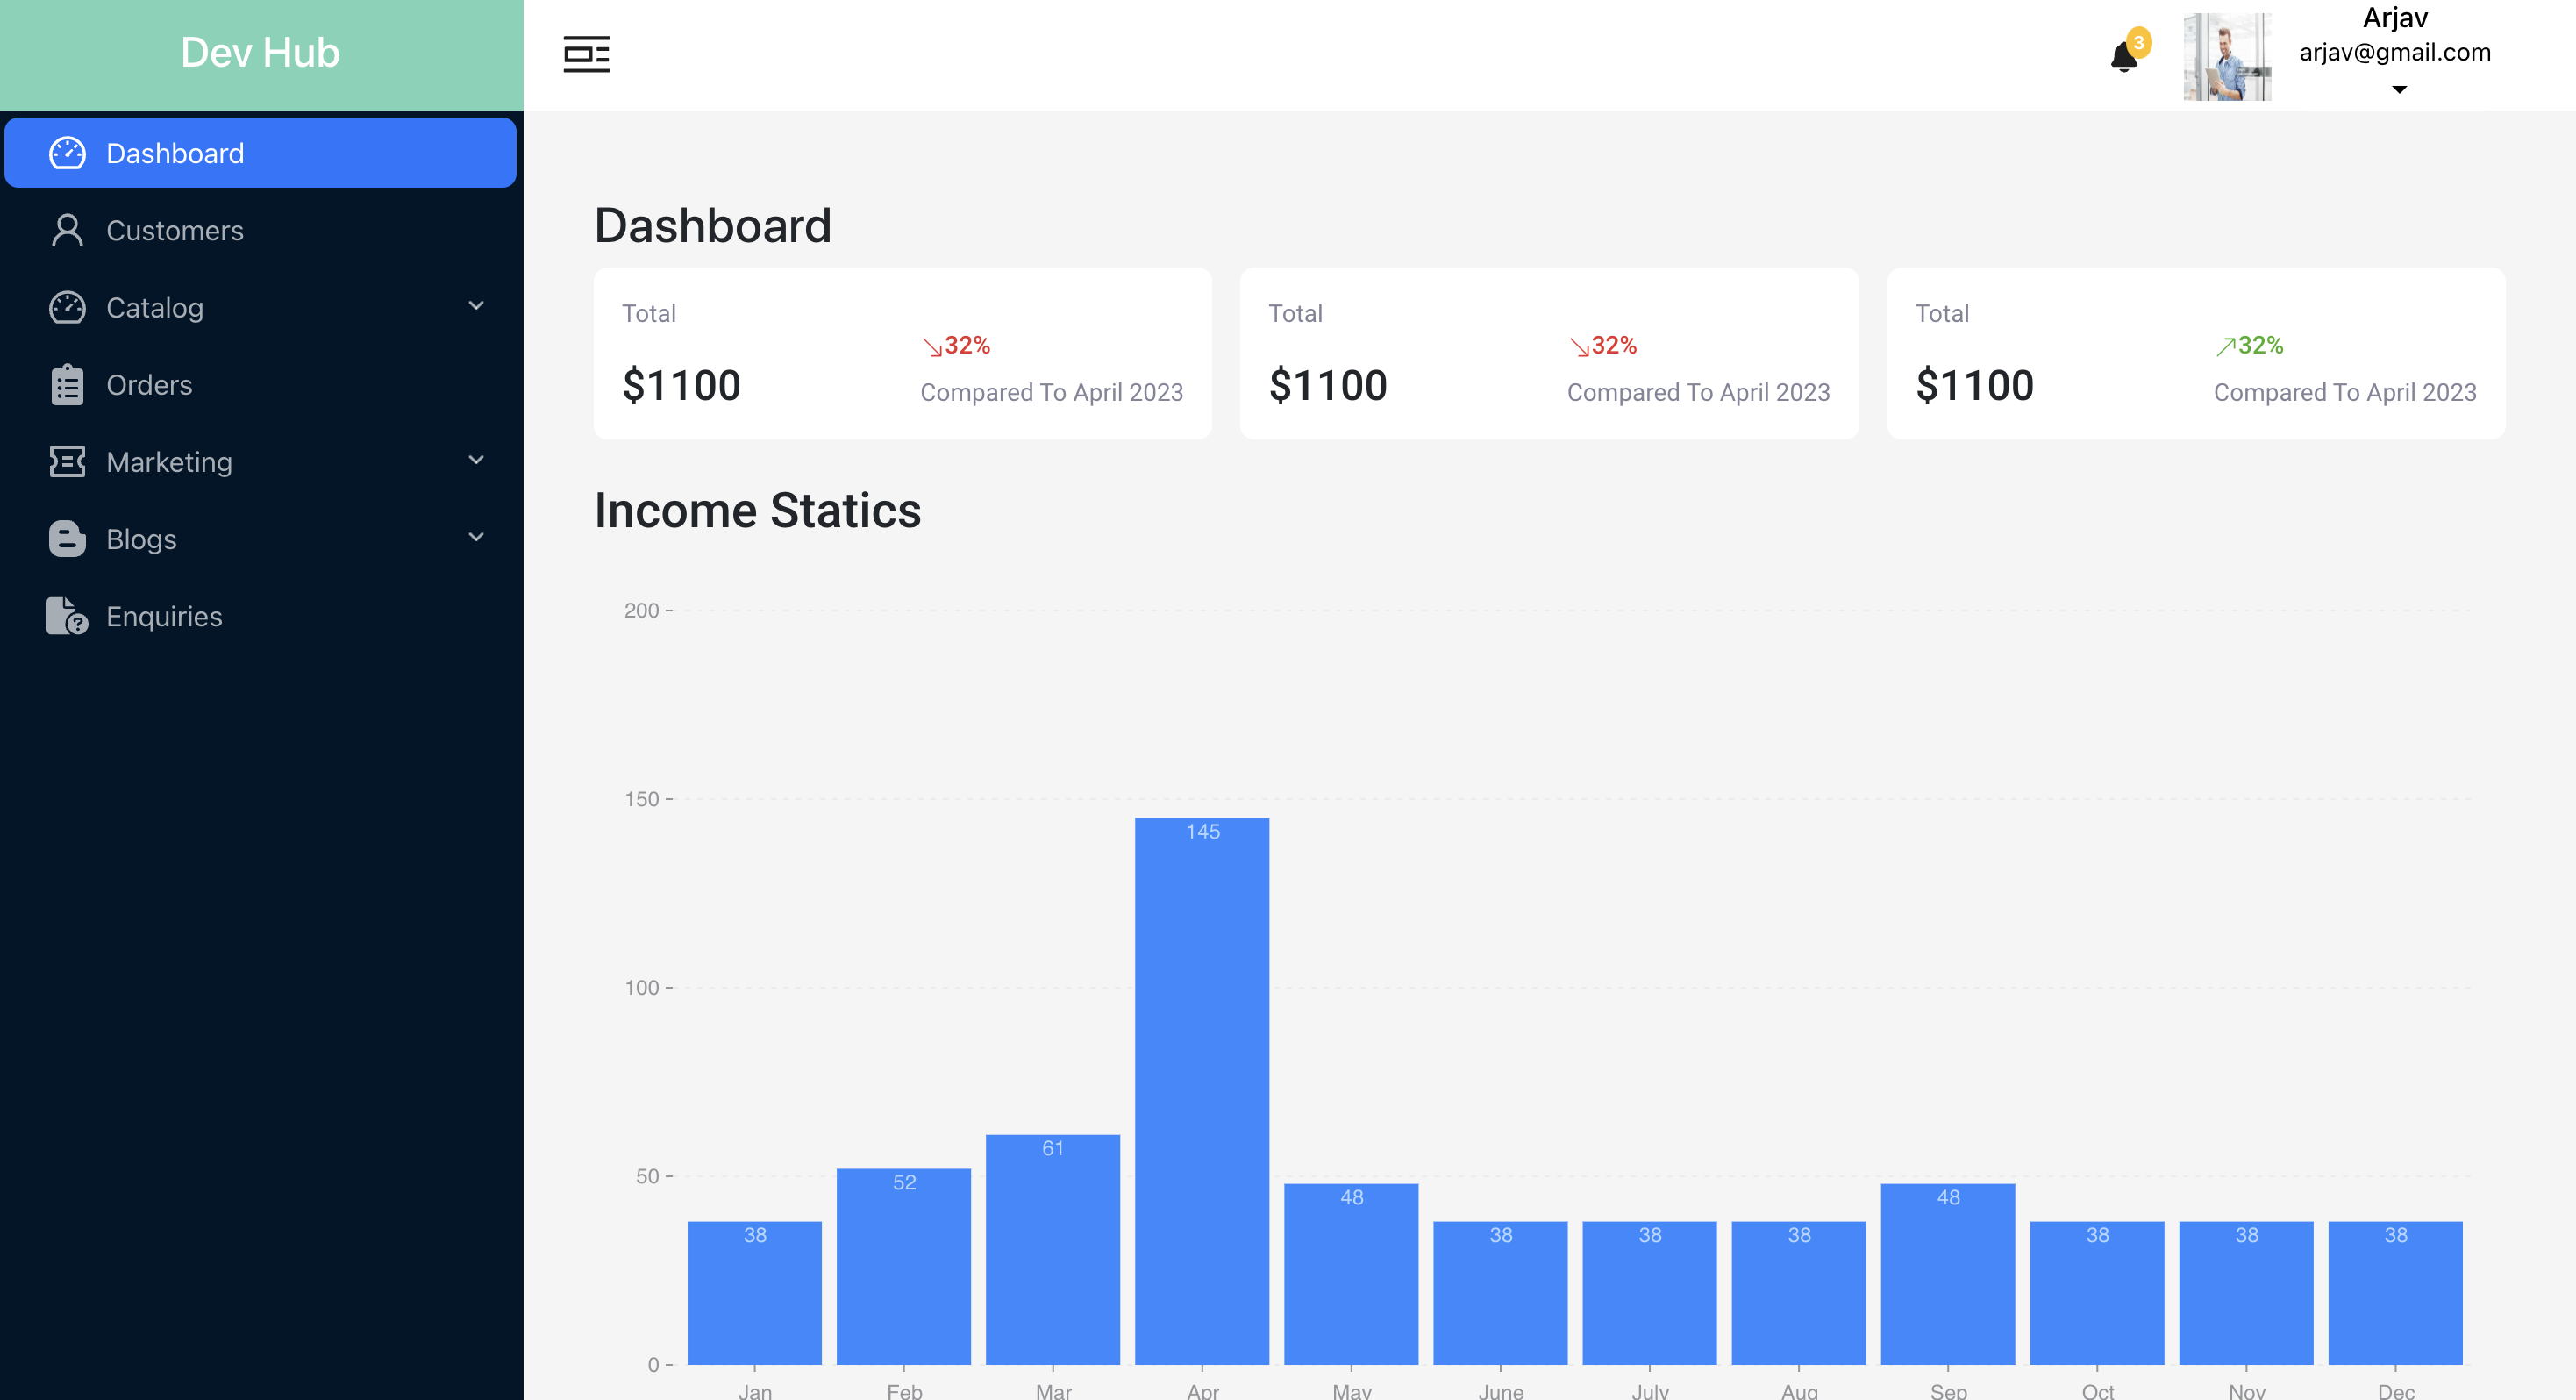 Dev Hub
3
Arjav
arjav@gmail.com
Dashboard
Customers
Catalog
Orders
Marketing
Blogs
Enquiries
Dashboard
Total
32%
$1100
Compared To April 2023
Total
32%
$1100
Compared To April 2023
Total
32%
$1100
Compared To April 2023
Income Statics
200
150
100
50
0
38 52 61 145 48 38 38 38 48 38 38 38
Jan Feb Mar Apr May June July Aug Sep Oct Nov Dec